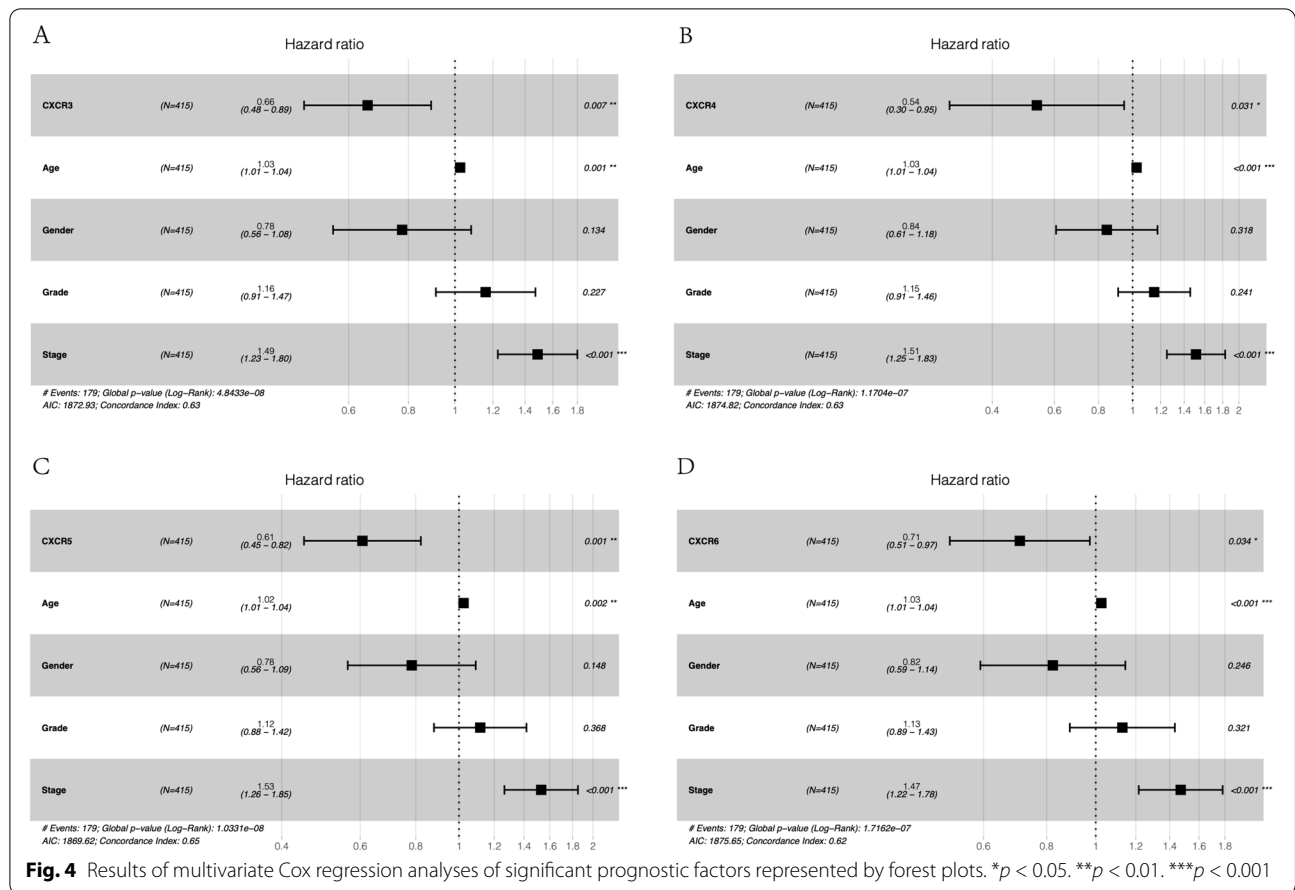 A
Hazard ratio
CXCR3 (N=415) 0.66 (0.48 − 0.89) 0.007 **
Age (N=415) 1.03 (1.01 − 1.04) 0.001 **
Gender (N=415) 0.78 (0.56 − 1.08) 0.134
Grade (N=415) 1.16 (0.91 − 1.47) 0.227
Stage (N=415) 1.49 (1.23 − 1.80) <0.001 ***
# Events: 179; Global p−value (Log−Rank): 4.8433e−08
AIC: 1872.93; Concordance Index: 0.63
0.6 0.8 1 1.2 1.4 1.6 1.8
B
Hazard ratio
CXCR4 (N=415) 0.54 (0.30 − 0.95) 0.031 *
Age (N=415) 1.03 (1.01 − 1.04) <0.001 ***
Gender (N=415) 0.84 (0.61 − 1.18) 0.318
Grade (N=415) 1.15 (0.91 − 1.46) 0.241
Stage (N=415) 1.51 (1.25 − 1.83) <0.001 ***
# Events: 179; Global p−value (Log−Rank): 1.1704e−07
AIC: 1874.82; Concordance Index: 0.63
0.4 0.6 0.8 1 1.2 1.4 1.6 1.8 2
C
Hazard ratio
CXCR5 (N=415) 0.61 (0.45 − 0.82) 0.001 **
Age (N=415) 1.02 (1.01 − 1.04) 0.002 **
Gender (N=415) 0.78 (0.56 − 1.09) 0.148
Grade (N=415) 1.12 (0.88 − 1.42) 0.368
Stage (N=415) 1.53 (1.26 − 1.85) <0.001 ***
# Events: 179; Global p−value (Log−Rank): 1.0331e−08
AIC: 1869.62; Concordance Index: 0.65
0.4 0.6 0.8 1 1.2 1.4 1.6 1.8 2
D
Hazard ratio
CXCR6 (N=415) 0.71 (0.51 − 0.97) 0.034 *
Age (N=415) 1.03 (1.01 − 1.04) <0.001 ***
Gender (N=415) 0.82 (0.59 − 1.14) 0.246
Grade (N=415) 1.13 (0.89 − 1.43) 0.321
Stage (N=415) 1.47 (1.22 − 1.78) <0.001 ***
# Events: 179; Global p−value (Log−Rank): 1.7162e−07
AIC: 1875.65; Concordance Index: 0.62
0.6 0.8 1 1.2 1.4 1.6 1.8
Fig. 4 Results of multivariate Cox regression analyses of significant prognostic factors represented by forest plots. *p < 0.05. **p < 0.01. ***p < 0.001